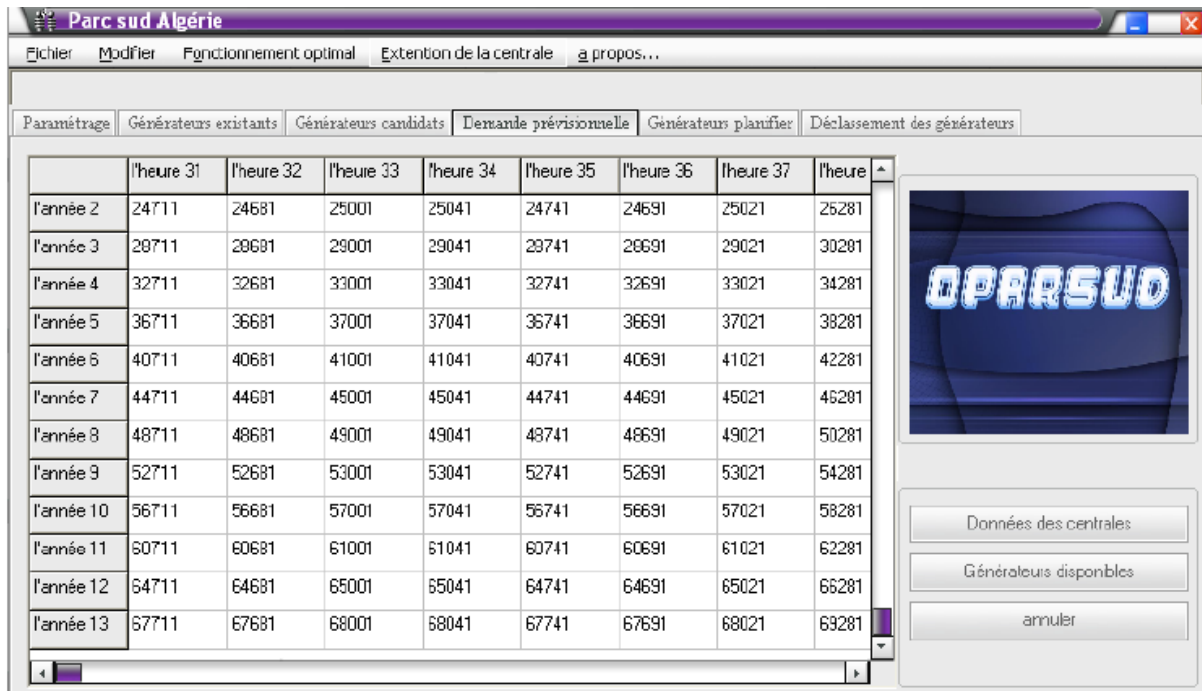 Parc sud Algérie
Fichier Modifier Fonctionnement optimal Extention de la centrale a propos...
Paramétrage Générateurs existants Générateurs candidats Demande prévisionnelle Générateurs planifier Déclassement des générateurs
l'heure 31 l'heure 32 l'heure 33 l'heure 34 l'heure 35 l'heure 36 l'heure 37 l'heure
l'année 2 24711 24681 25001 25041 24741 24691 25021 26281
l'année 3 28711 28681 29001 29041 28741 28691 29021 30281
l'année 4 32711 32681 33001 33041 32741 32691 33021 34281
l'année 5 36711 36681 37001 37041 36741 36691 37021 38281
l'année 6 40711 40681 41001 41041 40741 40691 41021 42281
l'année 7 44711 44681 45001 45041 44741 44691 45021 46281
l'année 8 48711 48681 49001 49041 48741 48691 49021 50281
l'année 9 52711 52681 53001 53041 52741 52691 53021 54281
l'année 10 56711 56681 57001 57041 56741 56691 57021 58281
l'année 11 60711 60681 61001 61041 60741 60691 61021 62281
l'année 12 64711 64681 65001 65041 64741 64691 65021 66281
l'année 13 67711 67681 68001 68041 67741 67691 68021 69281
OPARSUD
Données des centrales
Générateurs disponibles
annuler